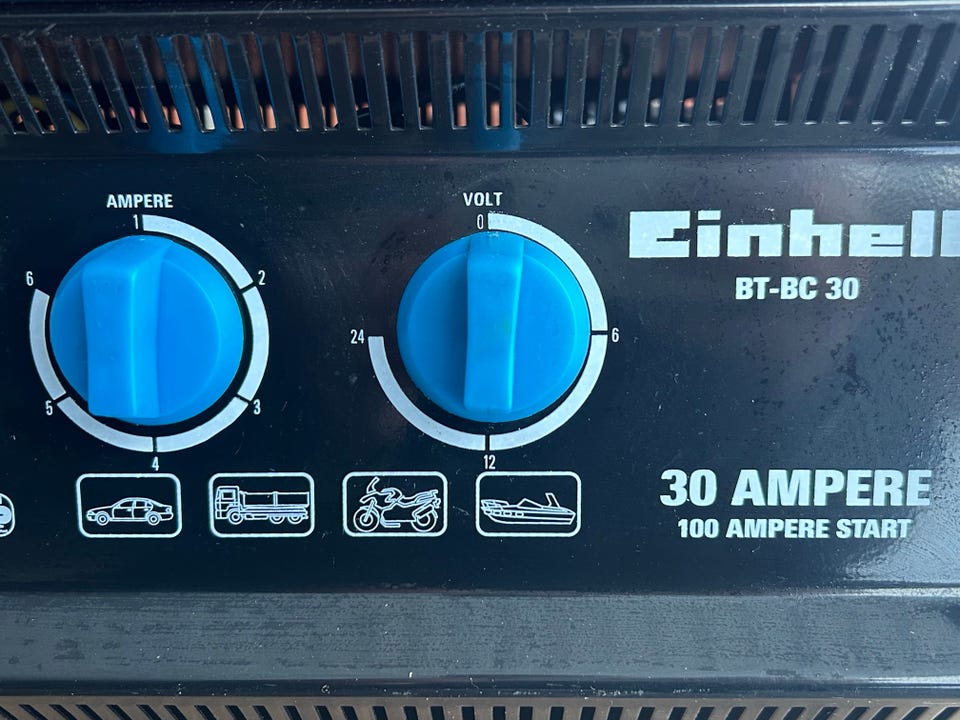 AMPERE
1
2
3
4
5
6
VOLT
0
6
12
24
Einhell
BT-BC 30
30 AMPERE
100 AMPERE START